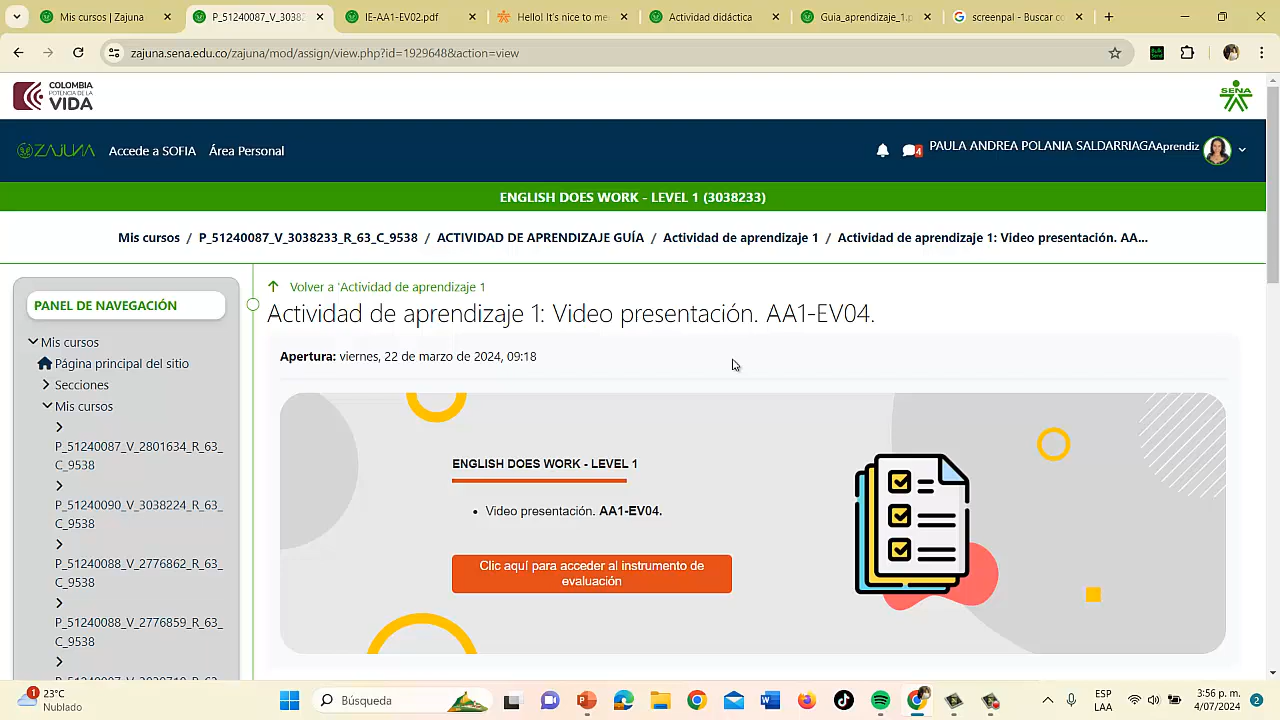 Mis cursos | Zajuna
P_51240087_V_3038
IE-AA1-EV02.pdf
Hello! It's nice to me
Actividad didáctic
Guia_aprendizaje_1.p
screenpal - Buscar co
zajuna.sena.edu.co/zajuna/mod/assign/view.php?id=1929648&action=view
COLOMBIA
POTENCIA DE LA
VIDA
SENA
ZAJUNA
Accede a SOFIA
Área Personal
4
PAULA ANDREA POLANIA SALDARRIAGAAprendiz
ENGLISH DOES WORK - LEVEL 1 (3038233)
Mis cursos / P_51240087_V_3038233_R_63_C_9538 / ACTIVIDAD DE APRENDIZAJE GUÍA / Actividad de aprendizaje 1 / Actividad de aprendizaje 1: Video presentación. AA...
PANEL DE NAVEGACIÓN
Mis cursos
Página principal del sitio
Secciones
Mis cursos
P_51240087_V_2801634_R_63_
C_9538
P_51240090_V_3038224_R_63_
C_9538
P_51240088_V_2776862_R_63_
C_9538
P_51240088_V_2776859_R_63_
C_9538
Volver a 'Actividad de aprendizaje 1
Actividad de aprendizaje 1: Video presentación. AA1-EV04.
Apertura: viernes, 22 de marzo de 2024, 09:18
ENGLISH DOES WORK - LEVEL 1
• Video presentación. AA1-EV04.
Clic aquí para acceder al instrumento de
evaluación
1
23°C
Nublado
Búsqueda
ESP
LAA
3:56 p. m.
4/07/2024
2